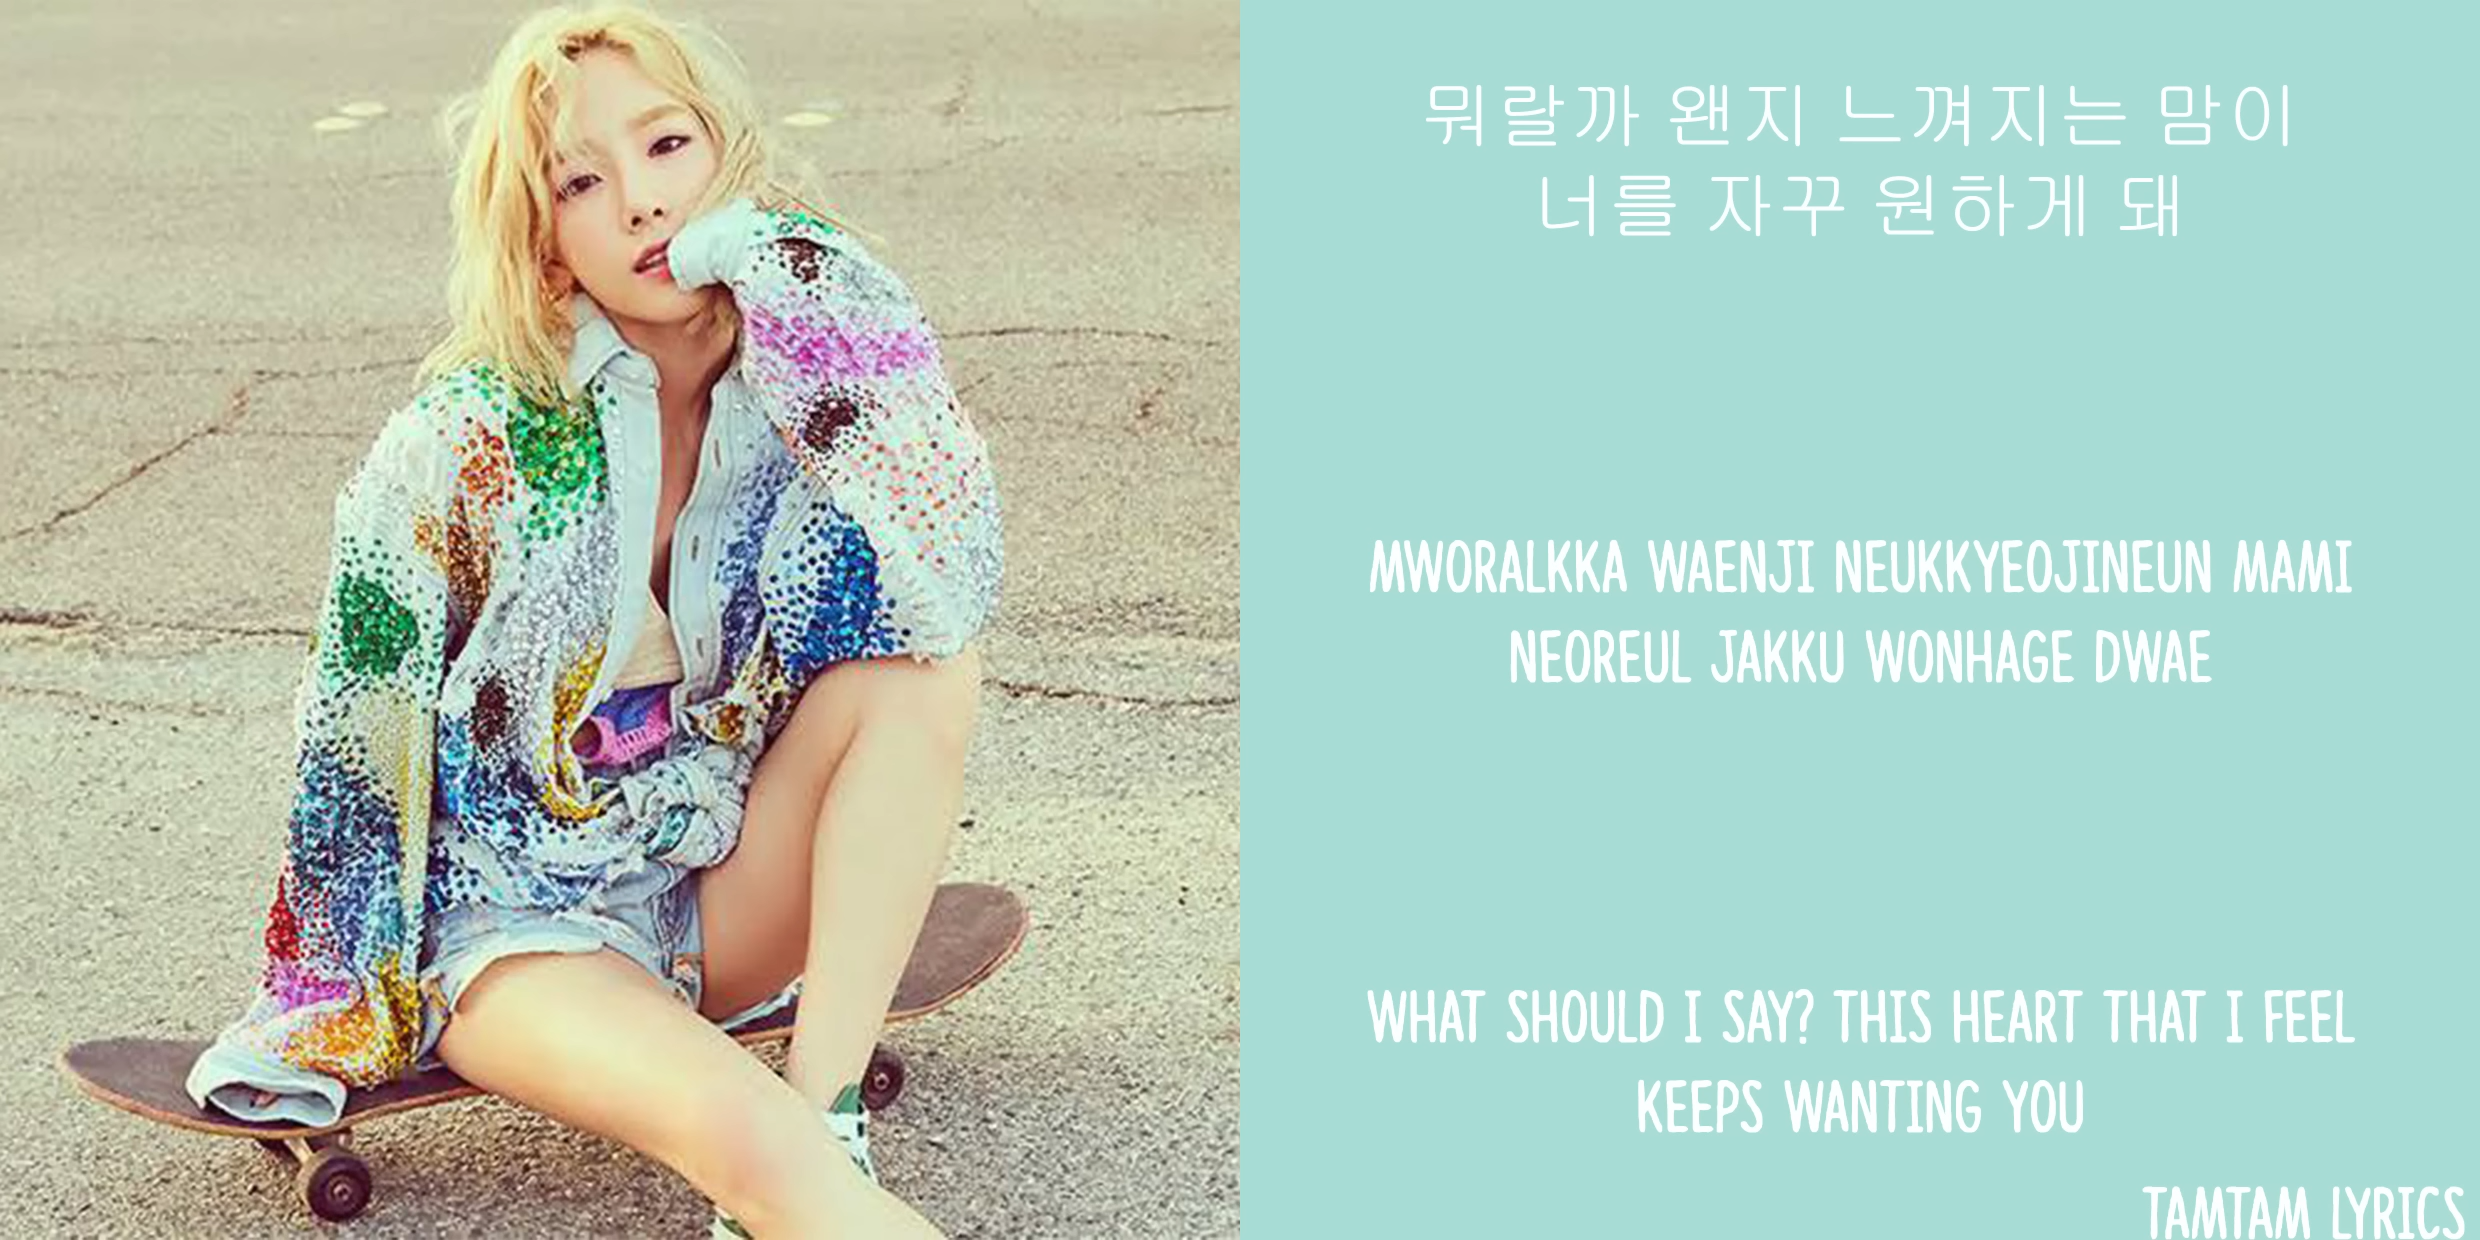 뭐랄까 왠지 느껴지는 맘이
너를 자꾸 원하게 돼
MWORALKKA WAENJI NEUKKYEOJINEUN MAMI
NEOREUL JAKKU WONHAGE DWAE
WHAT SHOULD I SAY? THIS HEART THAT I FEEL
KEEPS WANTING YOU
TAMTAM LYRICS